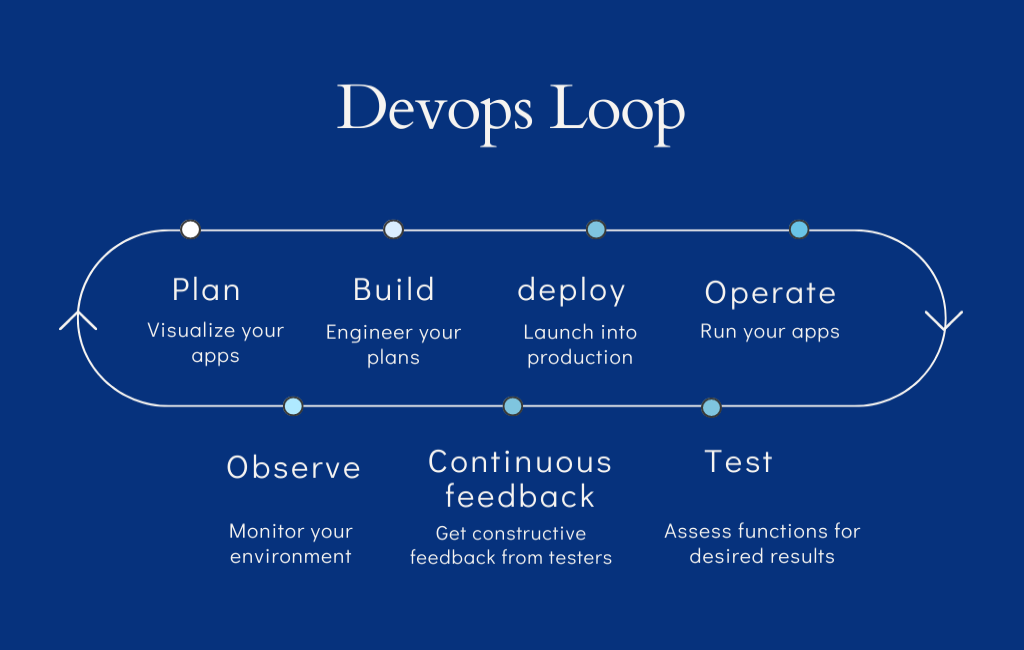 Devops Loop
Plan
Visualize your
apps
Build
Engineer your
plans
deploy
Launch into
production
Operate
Run your apps
Observe
Monitor your
environment
Continuous
feedback
Get constructive
feedback from testers
Test
Assess functions for
desired results